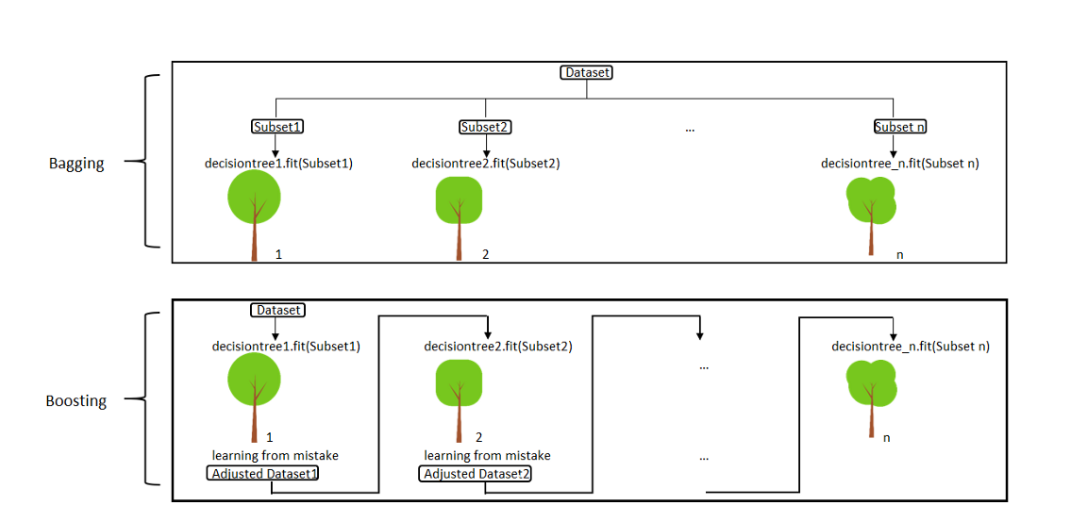 Dataset
Subset1
Subset2
...
Subset n
Bagging
decisiontree1.fit(Subset1)
decisiontree2.fit(Subset2)
decisiontree_n.fit(Subset n)
1
2
n
Dataset
decisiontree1.fit(Subset1)
decisiontree2.fit(Subset2)
decisiontree_n.fit(Subset n)
...
Boosting
1
2
n
learning from mistake
learning from mistake
...
Adjusted Dataset1
Adjusted Dataset2